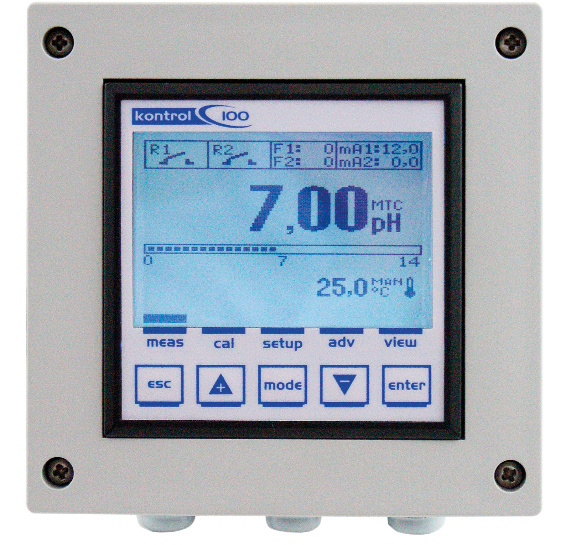 kontrol 100
R1 R2 F1: 0 mA1:12,0
F2: 0 mA2: 0,0
7,00 MTC pH
0 7 14
25,0 MAN °C
meas cal setup adv view
esc + mode − enter